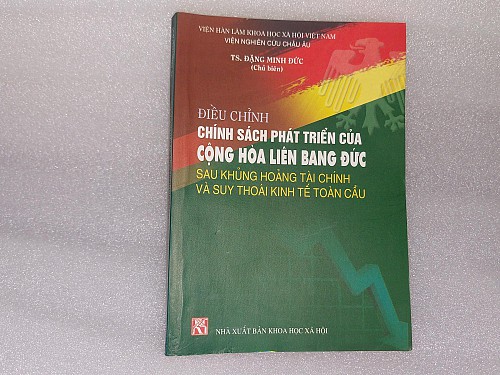 VIỆN HÀN LÂM KHOA HỌC XÃ HỘI VIỆT NAM
VIỆN NGHIÊN CỨU CHÂU ÂU
TS. ĐẶNG MINH ĐỨC
(Chủ biên)
ĐIỀU CHỈNH
CHÍNH SÁCH PHÁT TRIỂN CỦA
CỘNG HÒA LIÊN BANG ĐỨC
SAU KHỦNG HOẢNG TÀI CHÍNH
VÀ SUY THOÁI KINH TẾ TOÀN CẦU
NHÀ XUẤT BẢN KHOA HỌC XÃ HỘI